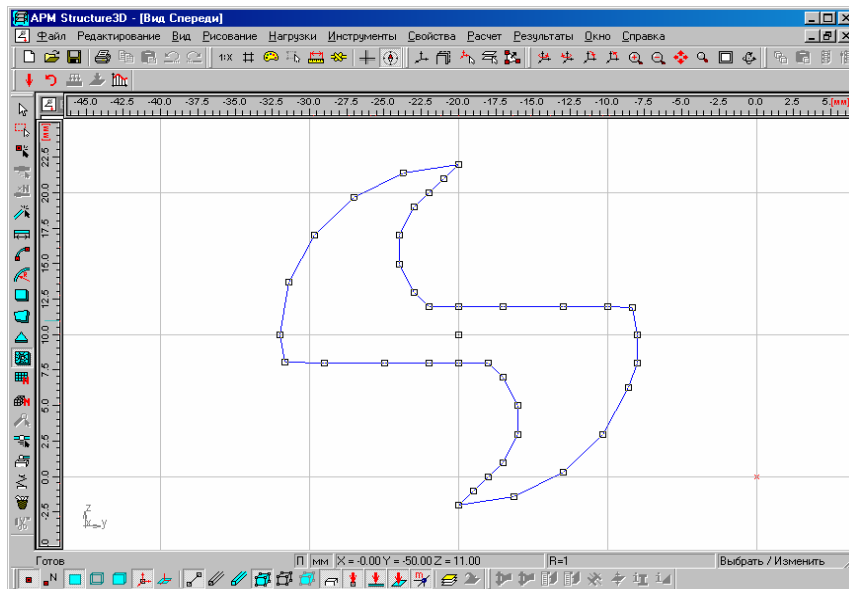 APM Structure3D - [Вид Спереди]
Файл Редактирование Вид Рисование Нагрузки Инструменты Свойства Расчет Результаты Окно Справка
1:X
-45.0 -42.5 -40.0 -37.5 -35.0 -32.5 -30.0 -27.5 -25.0 -22.5 -20.0 -17.5 -15.0 -12.5 -10.0 -7.5 -5.0 -2.5 0.0 2.5 5. [мм]
[м]
22.5
20.0
17.5
15.0
12.5
10.0
7.5
5.0
2.5
0.0
-2.5
z
x y
Готов П мм X = -0.00 Y = -50.00 Z = 11.00 R=1 Выбрать / Изменить
N
m